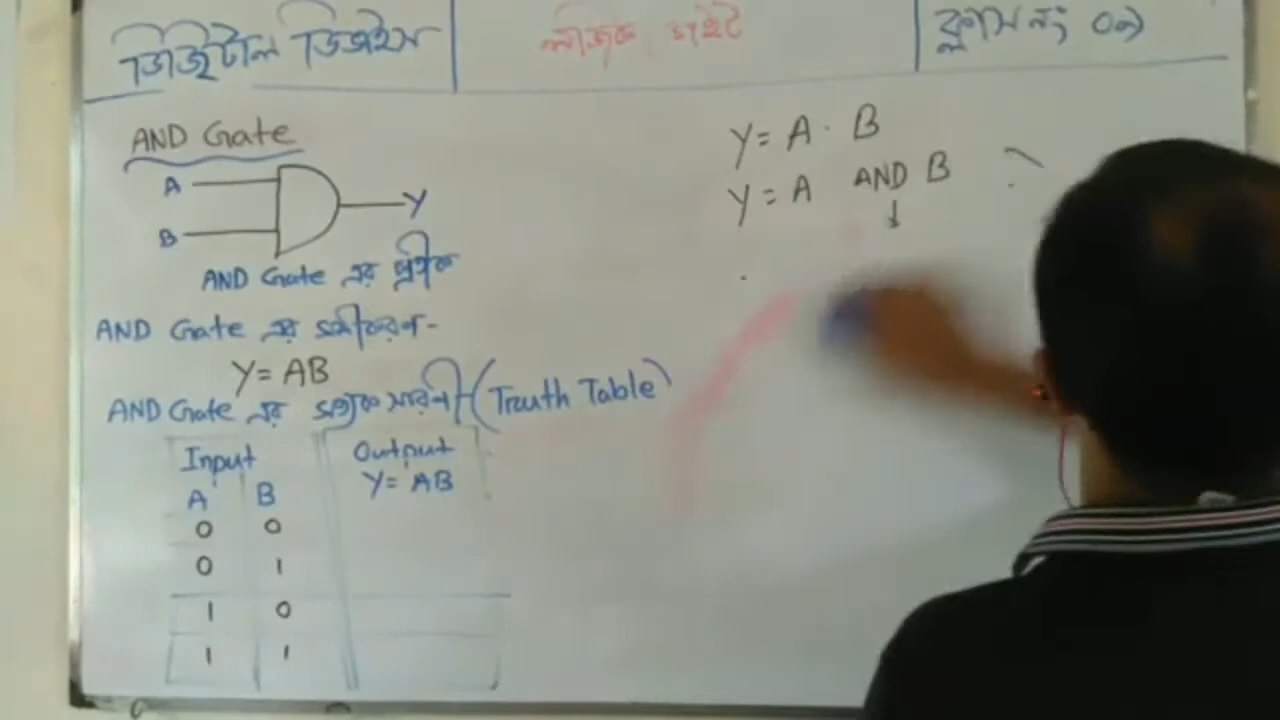 ডিজিটাল ডিভাইস
লজিক গেইট
ক্লাস নং ০৯
AND Gate
A
B
Y
AND Gate এর প্রতীক
AND Gate এর সমীকরণ-
Y = AB
AND Gate এর সত্যক সারণী-(Truth Table)
Input Output
A B Y = AB
0 0
0 1
1 0
1 1
Y = A . B
Y = A AND B